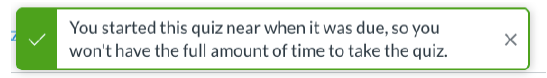 You started this quiz near when it was due, so you
won't have the full amount of time to take the quiz.